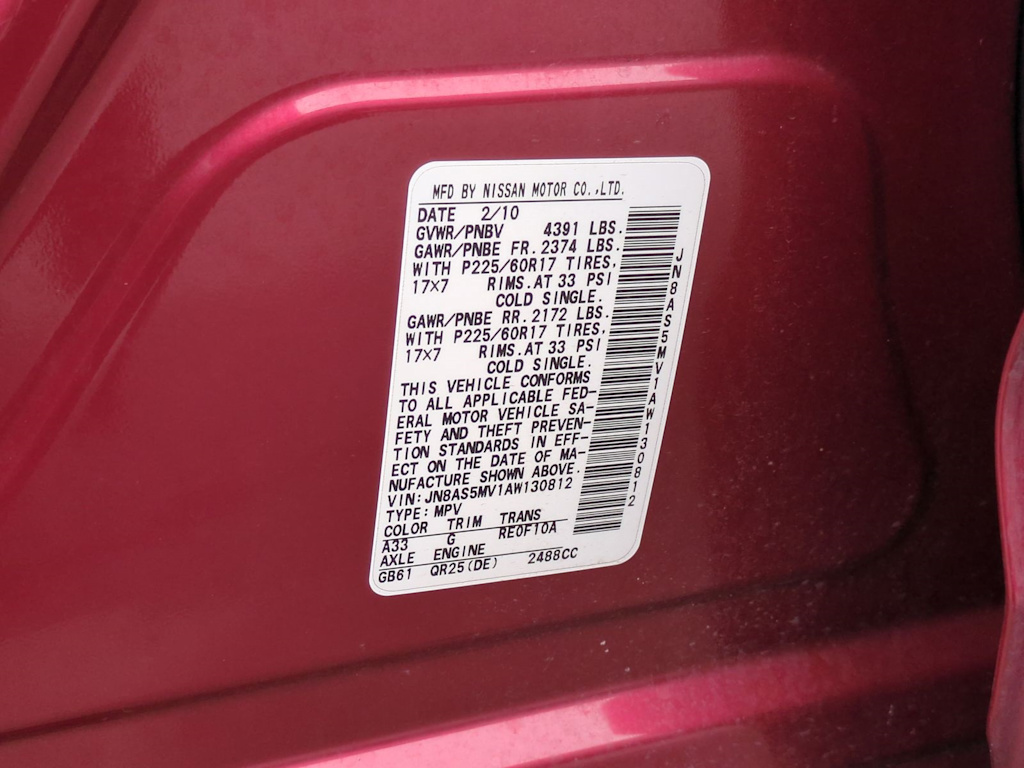 MFD BY NISSAN MOTOR CO.,LTD.
DATE 2/10
GVWR/PNBV 4391 LBS.
GAWR/PNBE FR. 2374 LBS.
WITH P225/60R17 TIRES,
17×7 RIMS. AT 33 PSI
COLD SINGLE.
GAWR/PNBE RR. 2172 LBS.
WITH P225/60R17 TIRES,
17×7 RIMS. AT 33 PSI
COLD SINGLE.
THIS VEHICLE CONFORMS
TO ALL APPLICABLE FED-
ERAL MOTOR VEHICLE SA-
FETY AND THEFT PREVEN-
TION STANDARDS IN EFF-
ECT ON THE DATE OF MA-
NUFACTURE SHOWN ABOVE.
VIN: JN8AS5MV1AW130812
TYPE: MPV
COLOR TRIM TRANS
A33 G RE0F10A
AXLE ENGINE
GB61 QR25(DE) 2488CC
JN8AS5MV1AW130812